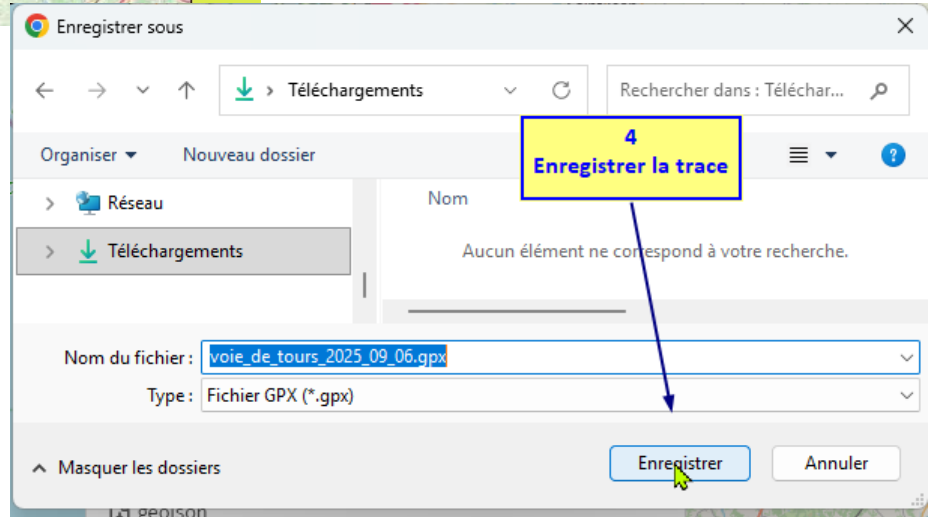 Enregistrer sous
Téléchargements
Rechercher dans : Téléchar...
4
Enregistrer la trace
Organiser
Nouveau dossier
Réseau
Nom
Téléchargements
Aucun élément ne correspond à votre recherche.
Nom du fichier :
voie_de_tours_2025_09_06.gpx
Type :
Fichier GPX (*.gpx)
Masquer les dossiers
Enregistrer
Annuler